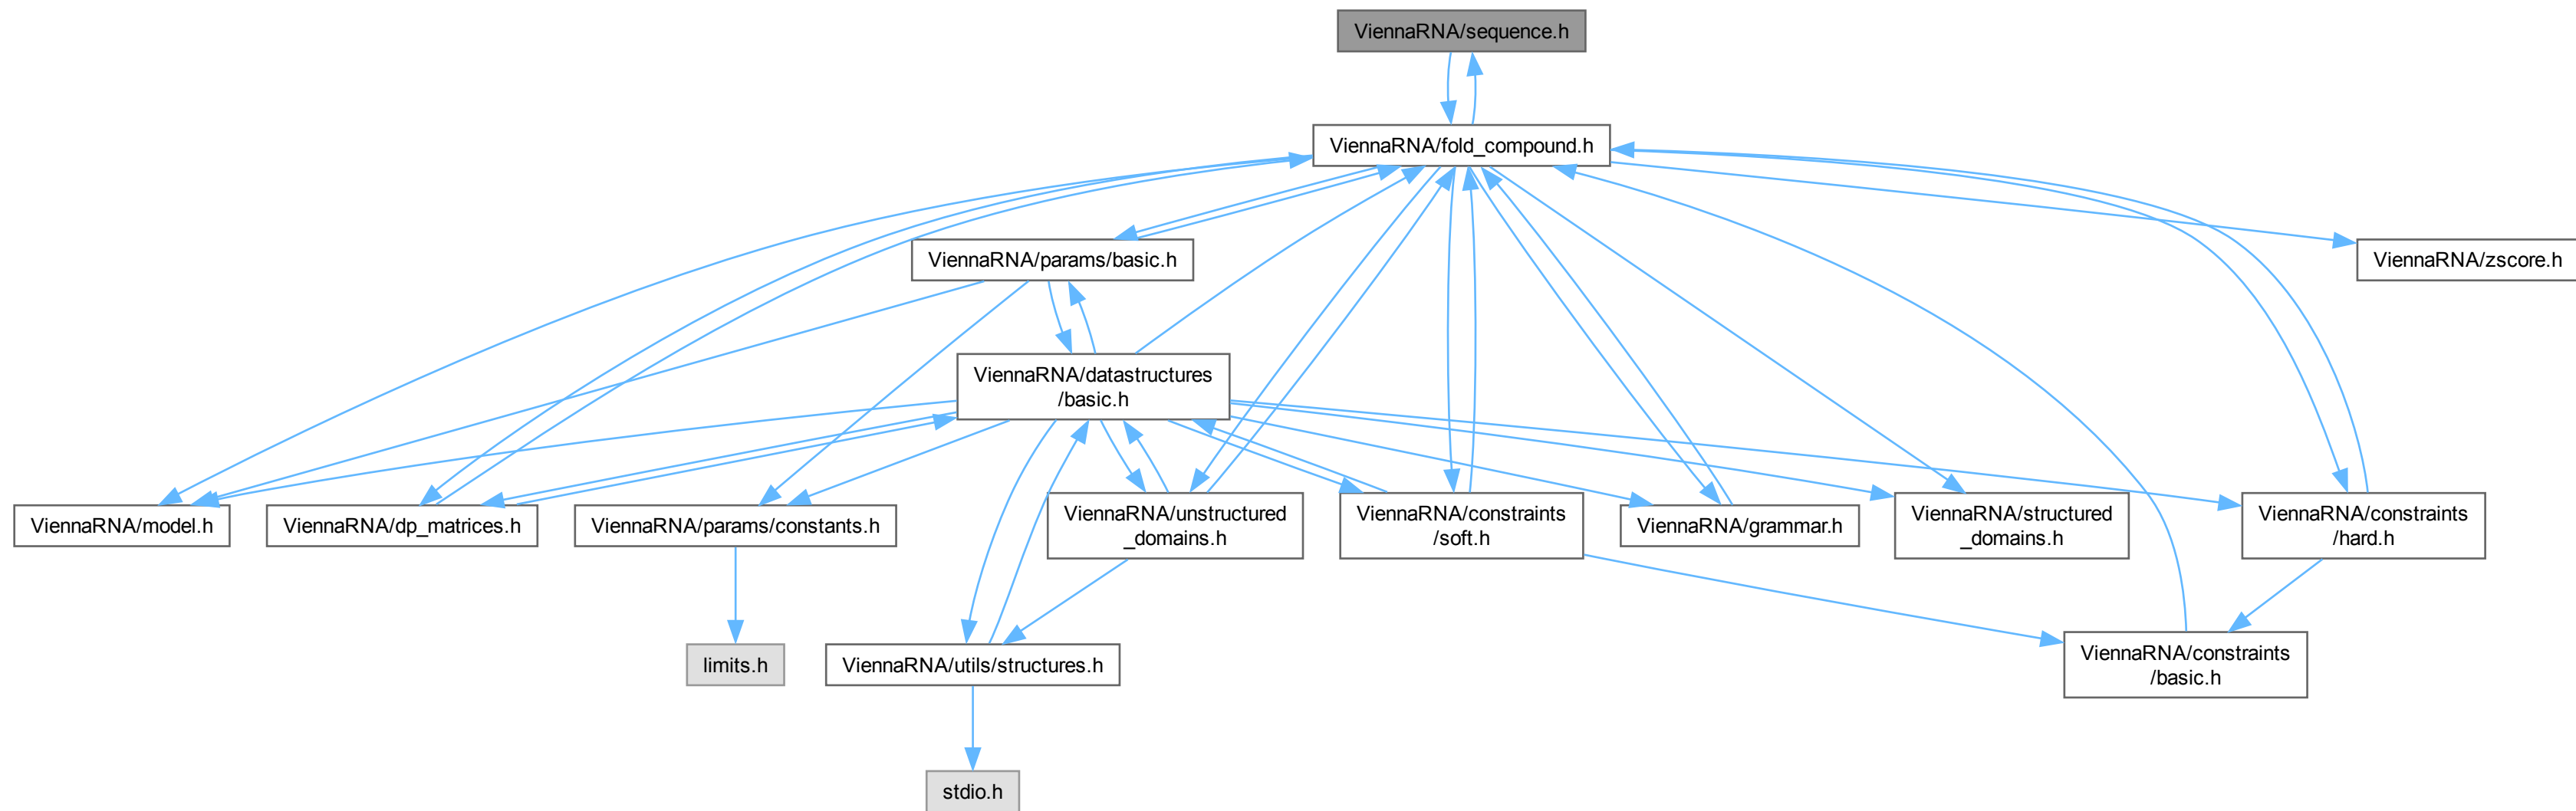 ViennaRNA/sequence.h
ViennaRNA/fold_compound.h
ViennaRNA/params/basic.h
ViennaRNA/zscore.h
ViennaRNA/datastructures
/basic.h
ViennaRNA/model.h
ViennaRNA/dp_matrices.h
ViennaRNA/params/constants.h
ViennaRNA/unstructured
_domains.h
ViennaRNA/constraints
/soft.h
ViennaRNA/grammar.h
ViennaRNA/structured
_domains.h
ViennaRNA/constraints
/hard.h
limits.h
ViennaRNA/utils/structures.h
ViennaRNA/constraints
/basic.h
stdio.h